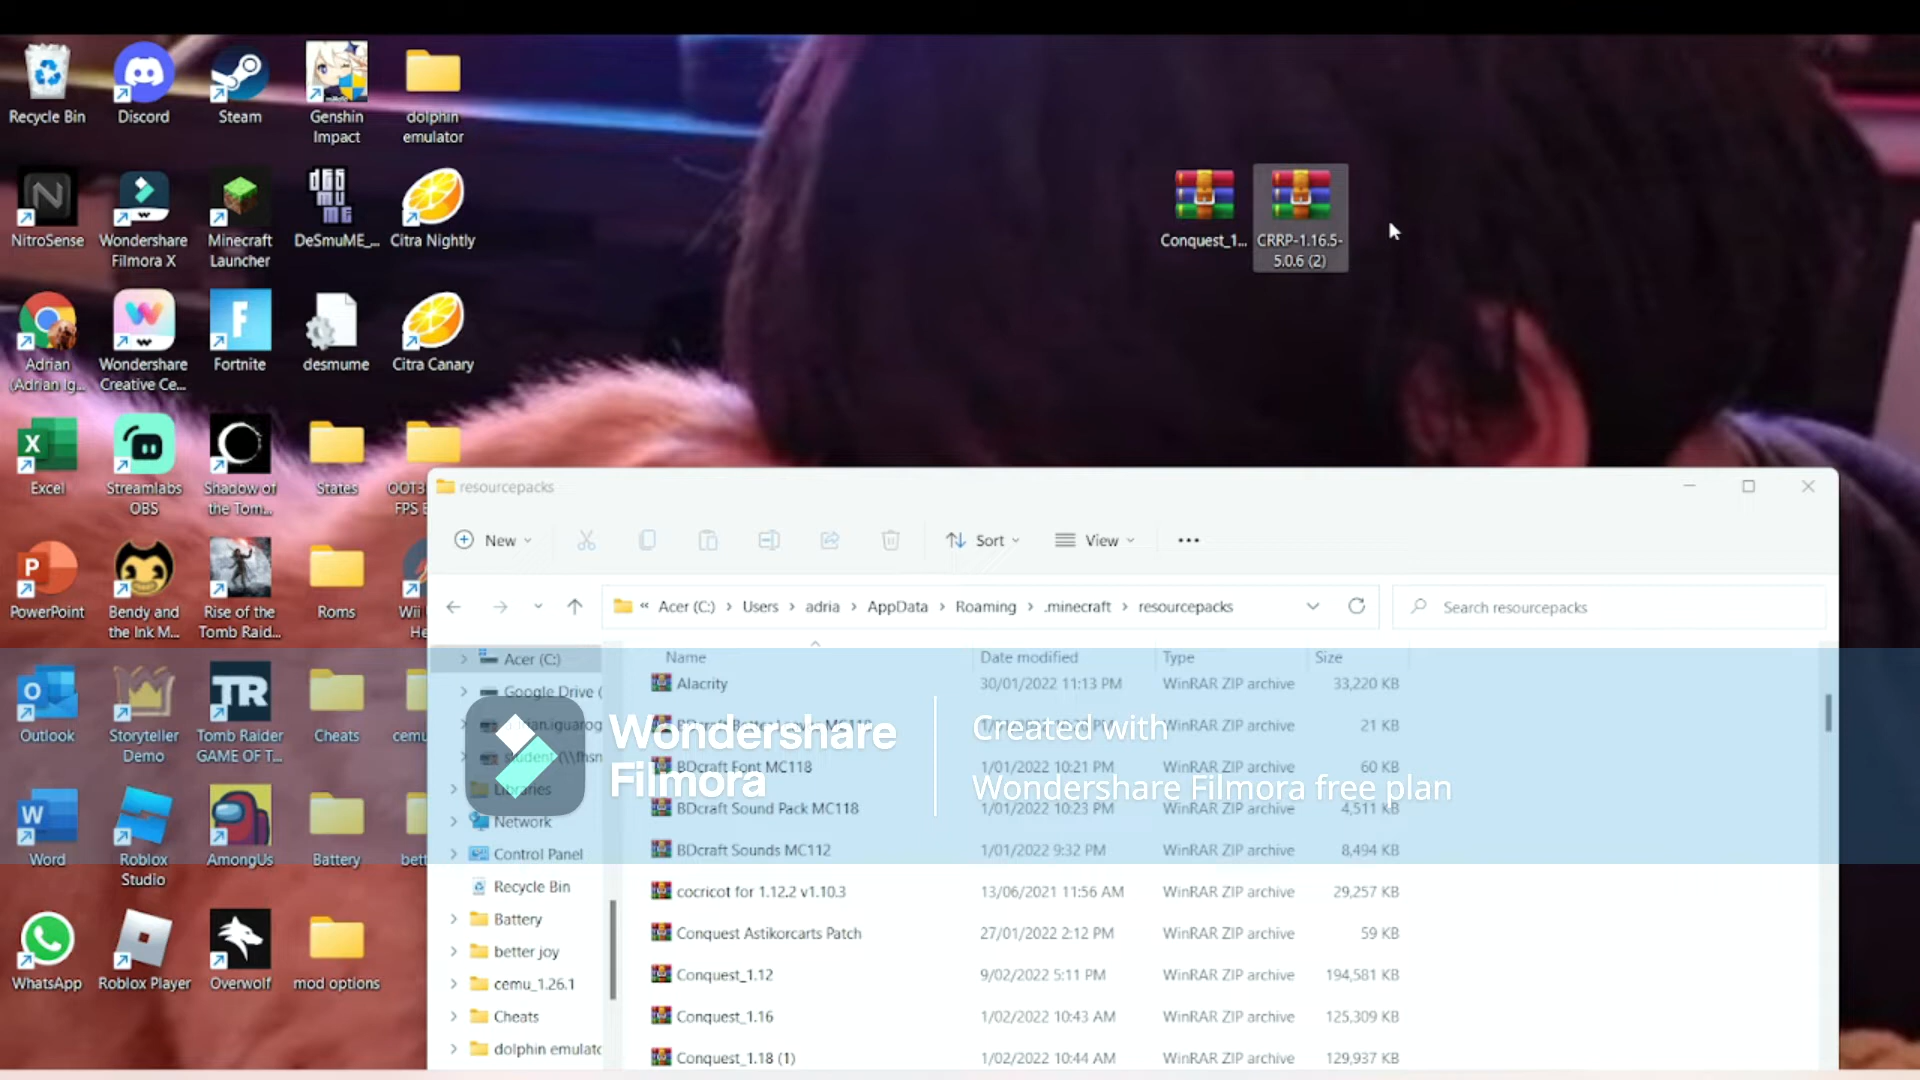 Recycle Bin
Discord
Steam
Genshin
Impact
dolphin
emulator
NitroSense
Wondershare
Filmora X
Minecraft
Launcher
DeSmuME_...
Citra Nightly
Conquest_1...
CRRP-1.16.5-
5.0.6 (2)
Adrian
(Adrian Ig...
Wondershare
Creative Ce...
Fortnite
desmume
Citra Canary
Excel
Streamlabs
OBS
Shadow of
the Tom...
States
FPS
PowerPoint
Bendy and
the Ink M...
Rise of the
Tomb Raid...
Roms
Wii
He
Outlook
Storyteller
Demo
Tomb Raider
GAME OF T...
Cheats
cemu
Word
Roblox
Studio
AmongUs
Battery
bett
WhatsApp
Roblox Player
Overwolf
mod options
resourcepacks
New
Sort
View
« Acer (C:) > Users > adria > AppData > Roaming > .minecraft > resourcepacks
Search resourcepacks
Acer (C:)
Google Drive (
Libraries
Network
Control Panel
Recycle Bin
Battery
better joy
cemu_1.26.1
Cheats
dolphin emulato
Name Date modified Type Size
Alacrity 30/01/2022 11:13 PM WinRAR ZIP archive 33,220 KB
WinRAR ZIP archive 21 KB
BDcraft Font MC118 1/01/2022 10:21 PM WinRAR ZIP archive 60 KB
BDcraft Sound Pack MC118 1/01/2022 10:23 PM WinRAR ZIP archive 4,511 KB
BDcraft Sounds MC112 1/01/2022 9:32 PM WinRAR ZIP archive 8,494 KB
cocricot for 1.12.2 v1.10.3 13/06/2021 11:56 AM WinRAR ZIP archive 29,257 KB
Conquest Astikorcarts Patch 27/01/2022 2:12 PM WinRAR ZIP archive 59 KB
Conquest_1.12 9/02/2022 5:11 PM WinRAR ZIP archive 194,581 KB
Conquest_1.16 1/02/2022 10:43 AM WinRAR ZIP archive 125,309 KB
Conquest_1.18 (1) 1/02/2022 10:44 AM WinRAR ZIP archive 129,937 KB
Wondershare
Filmora
Created with
Wondershare Filmora free plan